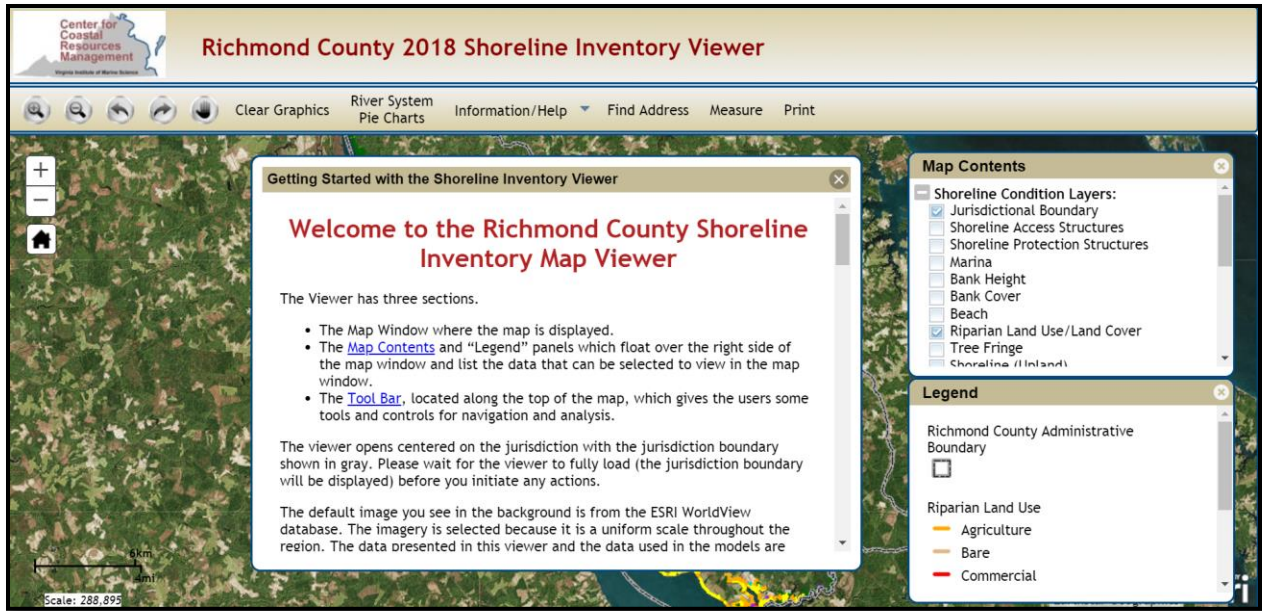 Center for
Coastal
Resources
Management
Virginia Institute of Marine Science
Richmond County 2018 Shoreline Inventory Viewer
Clear Graphics
River System
Pie Charts
Information/Help
Find Address
Measure
Print
+
−
Getting Started with the Shoreline Inventory Viewer
Welcome to the Richmond County Shoreline
Inventory Map Viewer
The Viewer has three sections.
• The Map Window where the map is displayed.
• The Map Contents and “Legend” panels which float over the right side of
the map window and list the data that can be selected to view in the map
window.
• The Tool Bar, located along the top of the map, which gives the users some
tools and controls for navigation and analysis.
The viewer opens centered on the jurisdiction with the jurisdiction boundary
shown in gray. Please wait for the viewer to fully load (the jurisdiction boundary
will be displayed) before you initiate any actions.
The default image you see in the background is from the ESRI WorldView
database. The imagery is selected because it is a uniform scale throughout the
region. The data presented in this viewer and the data used in the models are
Map Contents
Shoreline Condition Layers:
Jurisdictional Boundary
Shoreline Access Structures
Shoreline Protection Structures
Marina
Bank Height
Bank Cover
Beach
Riparian Land Use/Land Cover
Tree Fringe
Shoreline (Upland)
Legend
Richmond County Administrative
Boundary
Riparian Land Use
Agriculture
Bare
Commercial
6km
4mi
Scale: 288,895